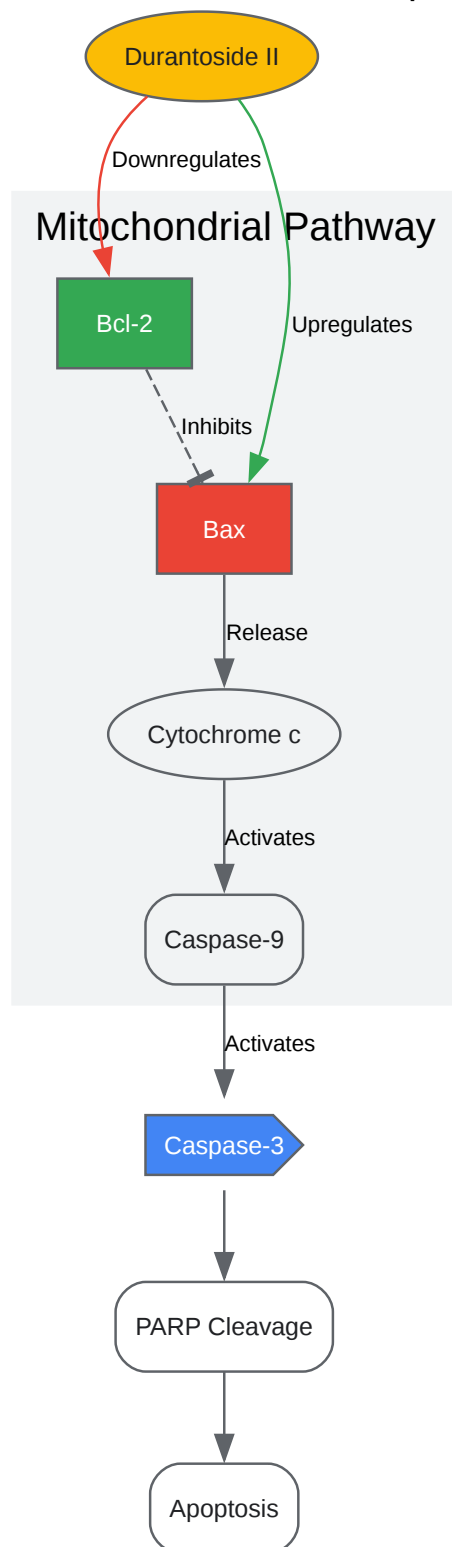 Durantoside II
Downregulates
Mitochondrial Pathway
Bcl-2
Upregulates
Inhibits
Bax
Release
Cytochrome c
Activates
Caspase-9
Activates
Caspase-3
PARP Cleavage
Apoptosis